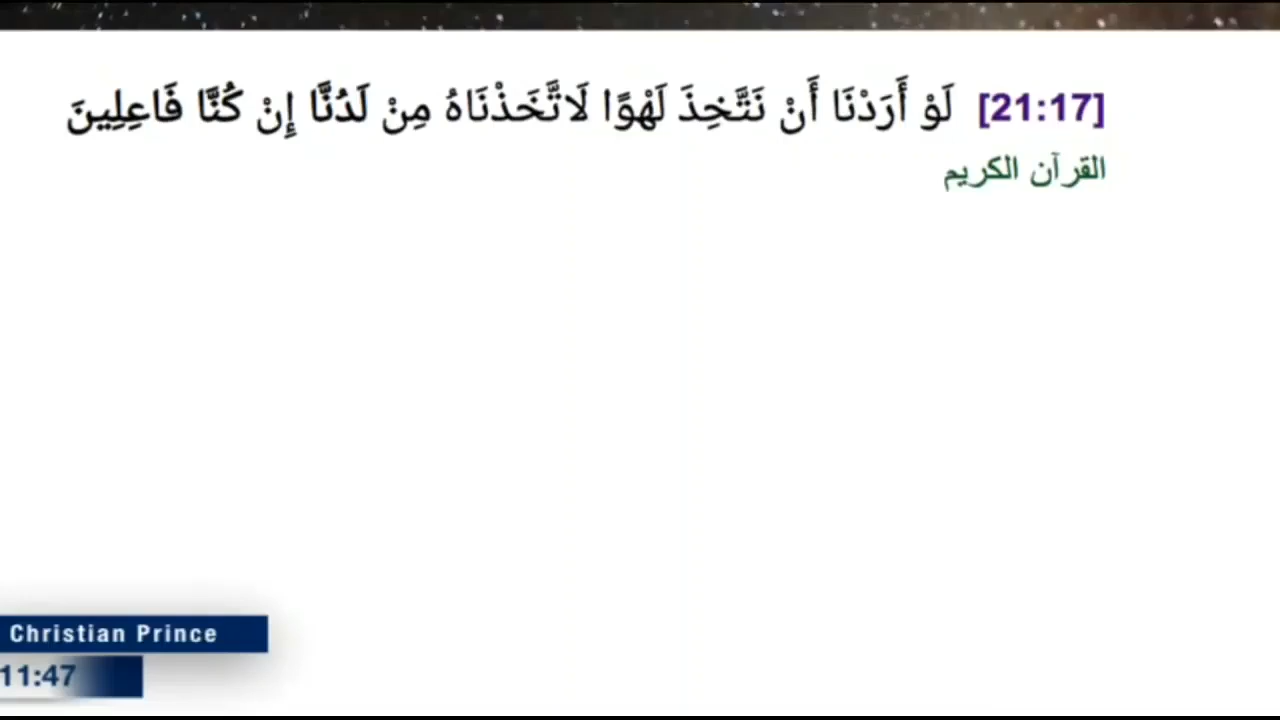 [21:17] لَوْ أَرَدْنَا أَنْ نَتَّخِذَ لَهْوًا لَاتَّخَذْنَاهُ مِنْ لَدُنَّا إِنْ كُنَّا فَاعِلِينَ
القرآن الكريم
Christian Prince
11:47